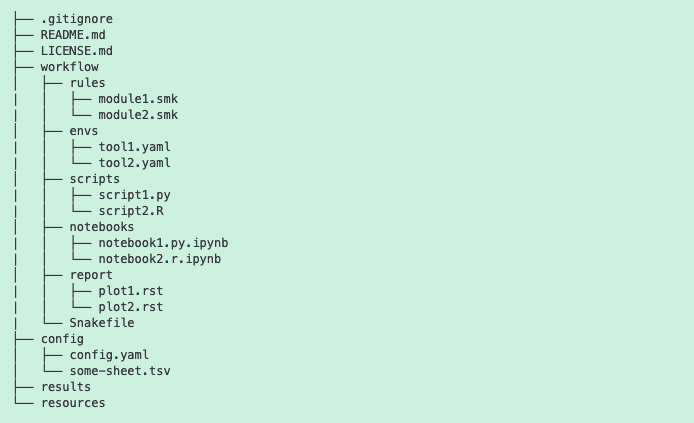 ├── .gitignore
├── README.md
├── LICENSE.md
├── workflow
│   ├── rules
|   │   ├── module1.smk
|   │   └── module2.smk
│   ├── envs
|   │   ├── tool1.yaml
|   │   └── tool2.yaml
│   ├── scripts
|   │   ├── script1.py
|   │   └── script2.R
│   ├── notebooks
|   │   ├── notebook1.py.ipynb
|   │   └── notebook2.r.ipynb
│   ├── report
|   │   ├── plot1.rst
|   │   └── plot2.rst
|   └── Snakefile
├── config
│   ├── config.yaml
│   └── some-sheet.tsv
├── results
└── resources